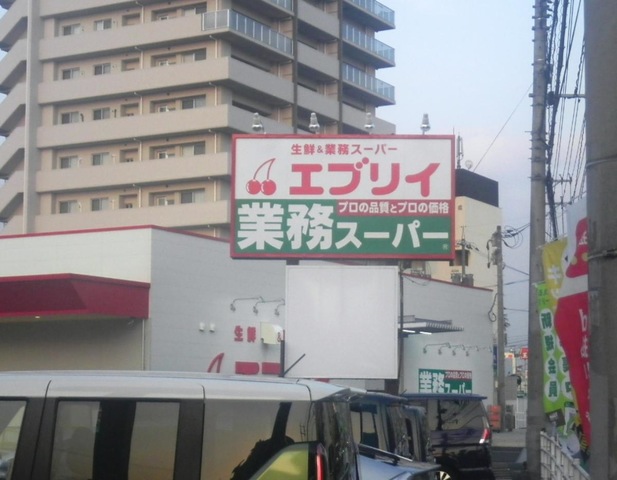 生鮮&業務スーパー
エブリイ
プロの品質とプロの価格
業務スーパー
生鮮
業務スーパー